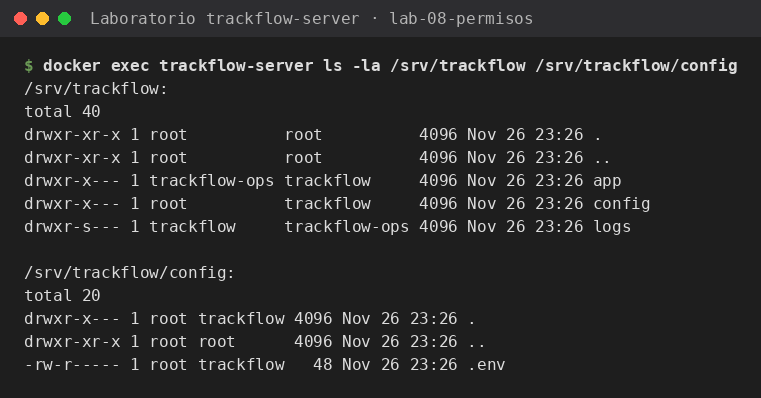 Laboratorio trackflow-server · lab-08-permisos
$ docker exec trackflow-server ls -la /srv/trackflow /srv/trackflow/config
/srv/trackflow:
total 40
drwxr-xr-x 1 root          root          4096 Nov 26 23:26 .
drwxr-xr-x 1 root          root          4096 Nov 26 23:26 ..
drwxr-x--- 1 trackflow-ops trackflow     4096 Nov 26 23:26 app
drwxr-x--- 1 root          trackflow     4096 Nov 26 23:26 config
drwxr-s--- 1 trackflow     trackflow-ops 4096 Nov 26 23:26 logs

/srv/trackflow/config:
total 20
drwxr-x--- 1 root trackflow 4096 Nov 26 23:26 .
drwxr-xr-x 1 root root      4096 Nov 26 23:26 ..
-rw-r----- 1 root trackflow   48 Nov 26 23:26 .env